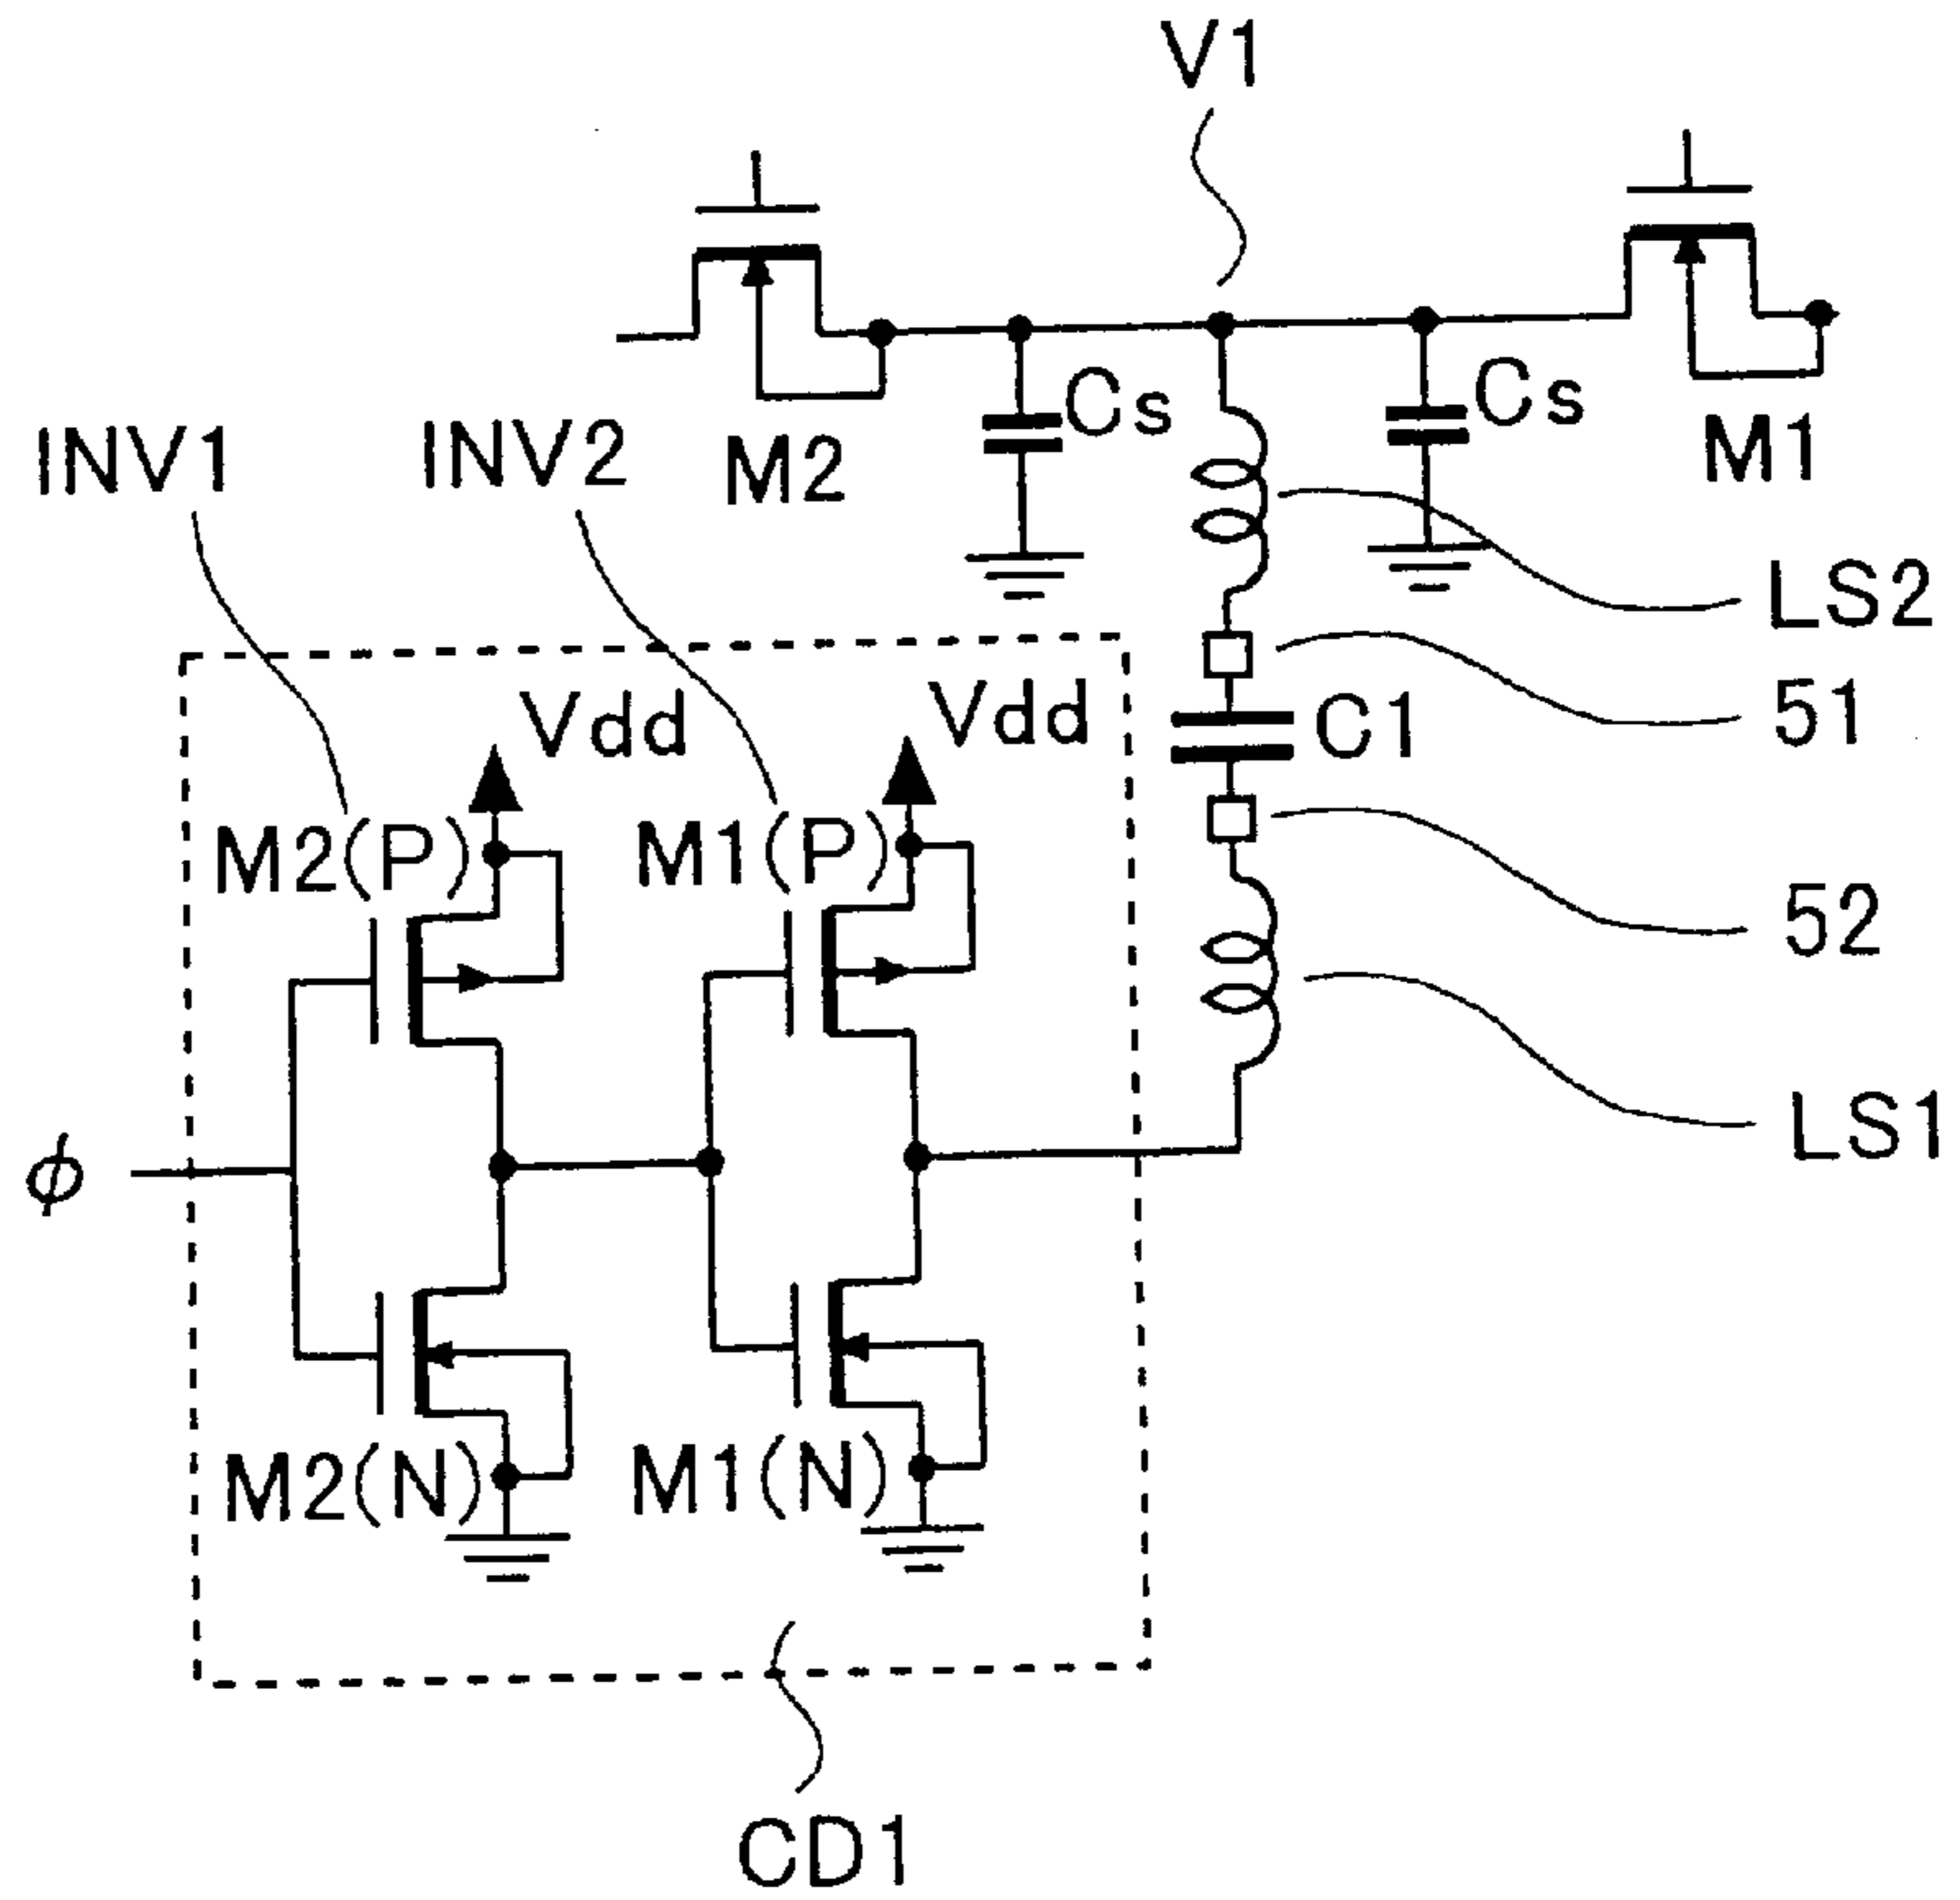 V1
INV1
INV2
M2
Cs
Cs
M1
LS2
51
Vdd
Vdd
C1
M2(P)
M1(P)
52
LS1
ϕ
M2(N)
M1(N)
CD1